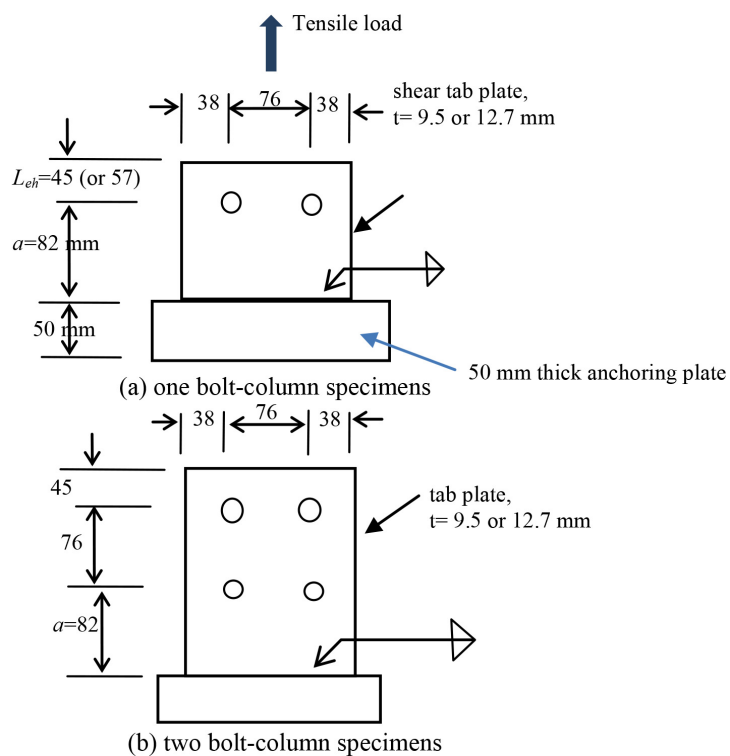 Tensile load
38 76 38
shear tab plate,
t= 9.5 or 12.7 mm
Leh=45 (or 57)
a=82 mm
50 mm
50 mm thick anchoring plate
(a) one bolt-column specimens
38 76 38
45
tab plate,
t= 9.5 or 12.7 mm
76
a=82
(b) two bolt-column specimens